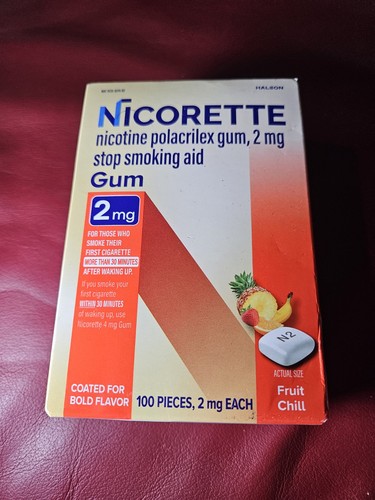 HALEON
NICORETTE
nicotine polacrilex gum, 2 mg
stop smoking aid
Gum
2 mg
FOR THOSE WHO
SMOKE THEIR
FIRST CIGARETTE
MORE THAN 30 MINUTES
AFTER WAKING UP.
If you smoke your
first cigarette
WITHIN 30 MINUTES
of waking up, use
Nicorette 4 mg Gum
N2
ACTUAL SIZE
Fruit
Chill
COATED FOR
BOLD FLAVOR
100 PIECES, 2 mg EACH